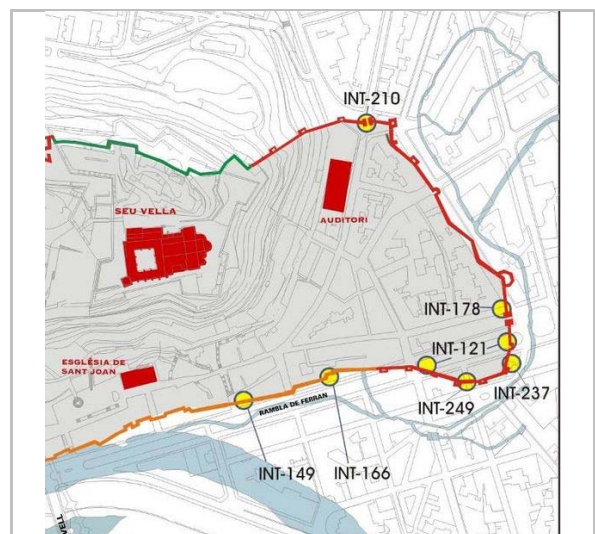 INT-210
SEU VELLA
AUDITORI
INT-178
INT-121
ESGLÉSIA DE
SANT JOAN
INT-237
INT-249
RAMBLA DE FERRAN
INT-149
INT-166
VELL